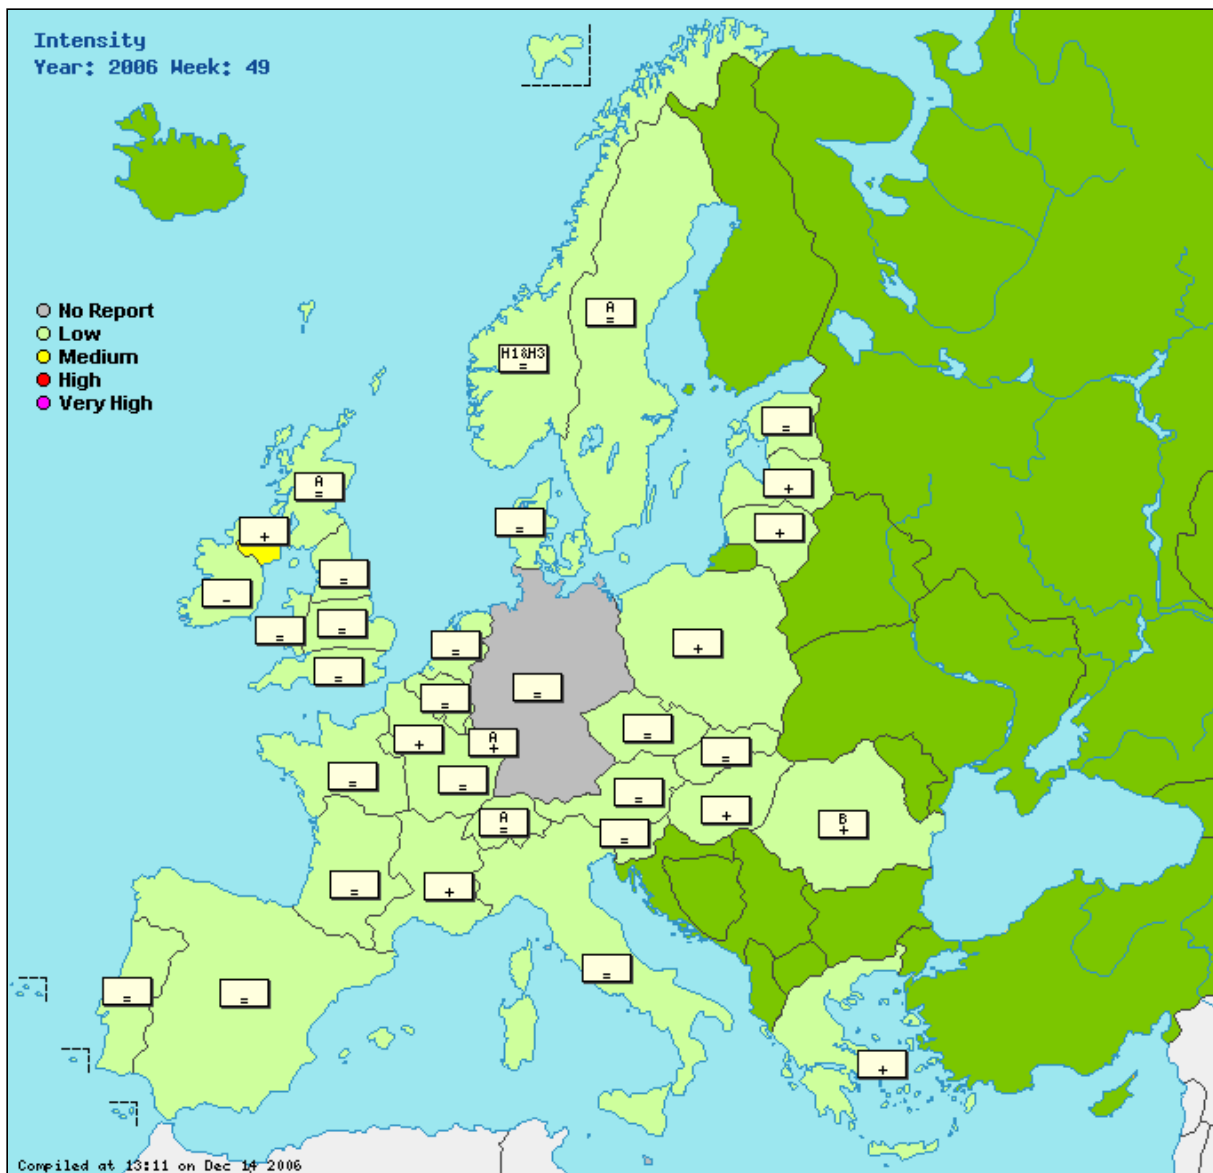 Intensity
Year: 2006 Week: 49
No Report
Low
Medium
High
Very High
A
=
H1&H3
=
=
+
+
A
=
+
=
=
-
=
=
=
=
=
+
=
=
+
A
+
=
=
=
=
=
+
A
=
=
B
+
=
+
=
=
=
+
Compiled at 13:11 on Dec 14 2006